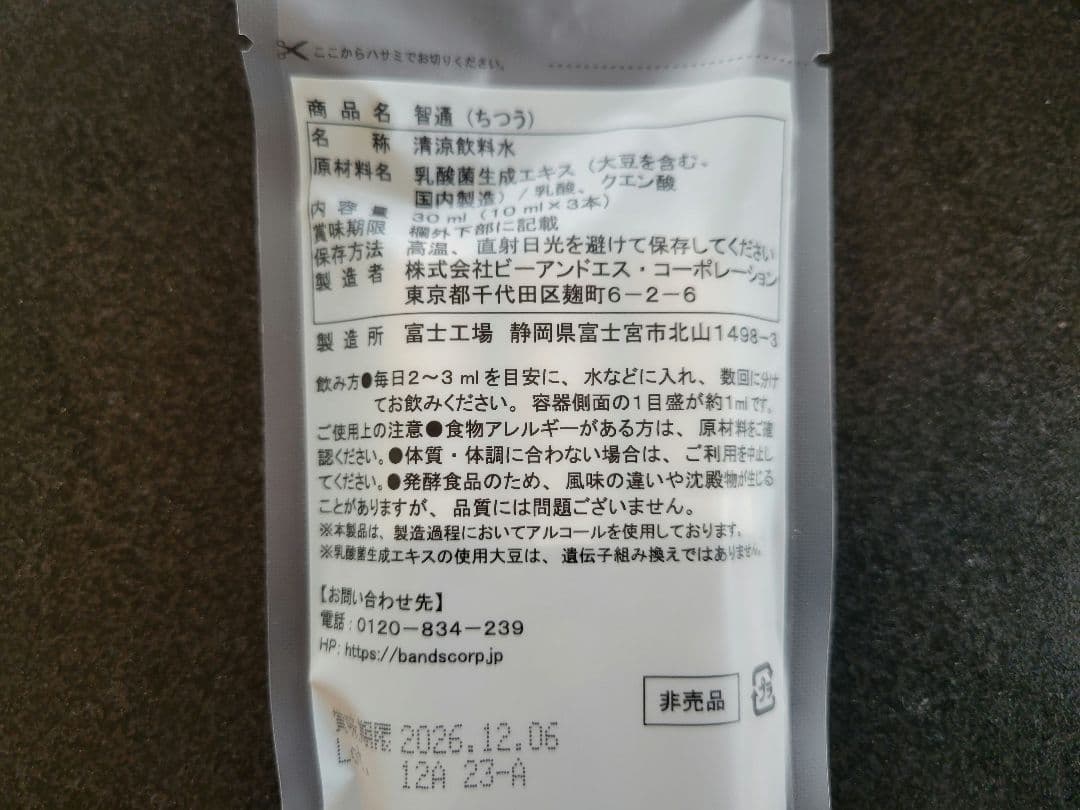 ここからハサミでお切りください。
商品名 智通（ちつう）
名称 清涼飲料水
原材料名 乳酸菌生成エキス（大豆を含む、
国内製造）/乳酸、クエン酸
内容量 30ml（10ml×3本）
賞味期限 欄外下部に記載
保存方法 高温、直射日光を避けて保存してください
製造者 株式会社ビーアンドエス・コーポレーション
東京都千代田区麹町6－2－6
製造所 富士工場 静岡県富士宮市北山1498-3
飲み方●毎日2～3mlを目安に、水などに入れ、数回に分け
てお飲みください。容器側面の1目盛が約1mlです。
ご使用上の注意●食物アレルギーがある方は、原材料をご確
認ください。●体質・体調に合わない場合は、ご利用を中止し
てください。●発酵食品のため、風味の違いや沈殿物が生じる
ことがありますが、品質には問題ございません。
※本製品は、製造過程においてアルコールを使用しております。
※乳酸菌生成エキスの使用大豆は、遺伝子組み換えではありません。
【お問い合わせ先】
電話：0120－834－239
HP：https://bandscorp.jp
非売品
賞味期限 2026.12.06
Lot. 12A 23-A